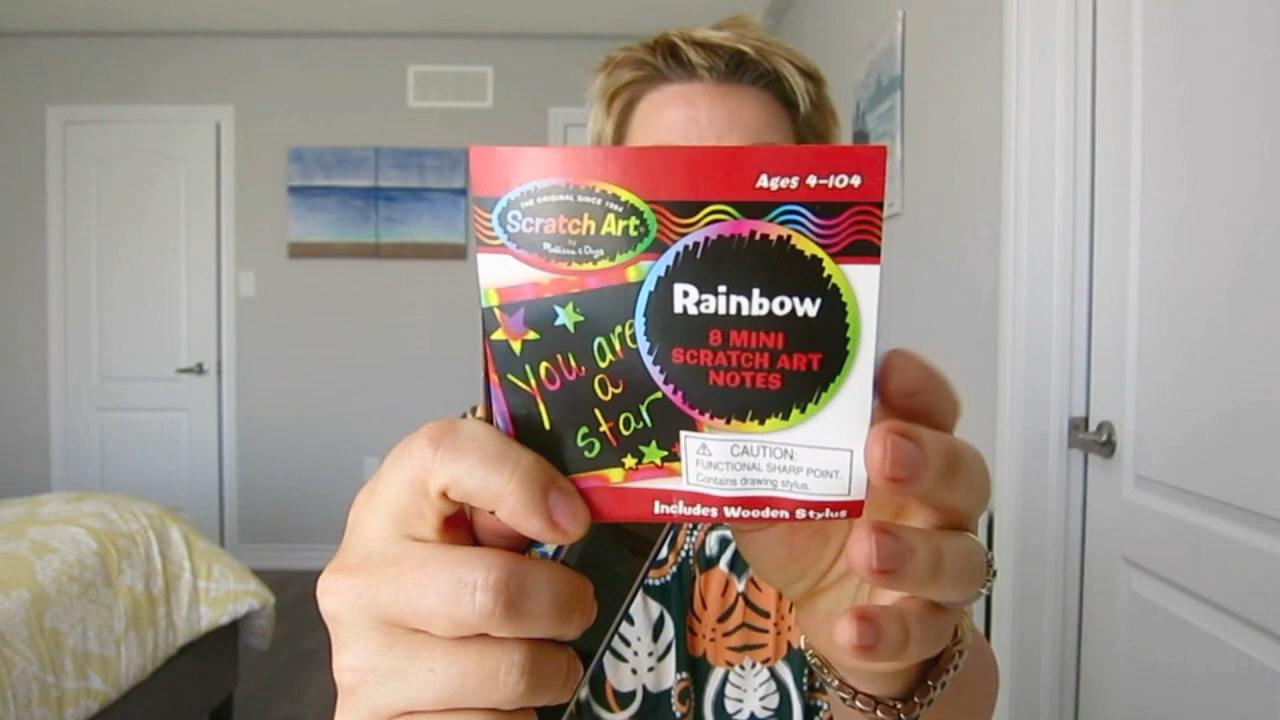 Ages 4–104
THE ORIGINAL SINCE 1984
Scratch Art
by
Melissa & Doug
Rainbow
8 MINI
SCRATCH ART
NOTES
You are
a
star
CAUTION:
FUNCTIONAL SHARP POINT.
Contains drawing stylus.
Includes Wooden Stylus